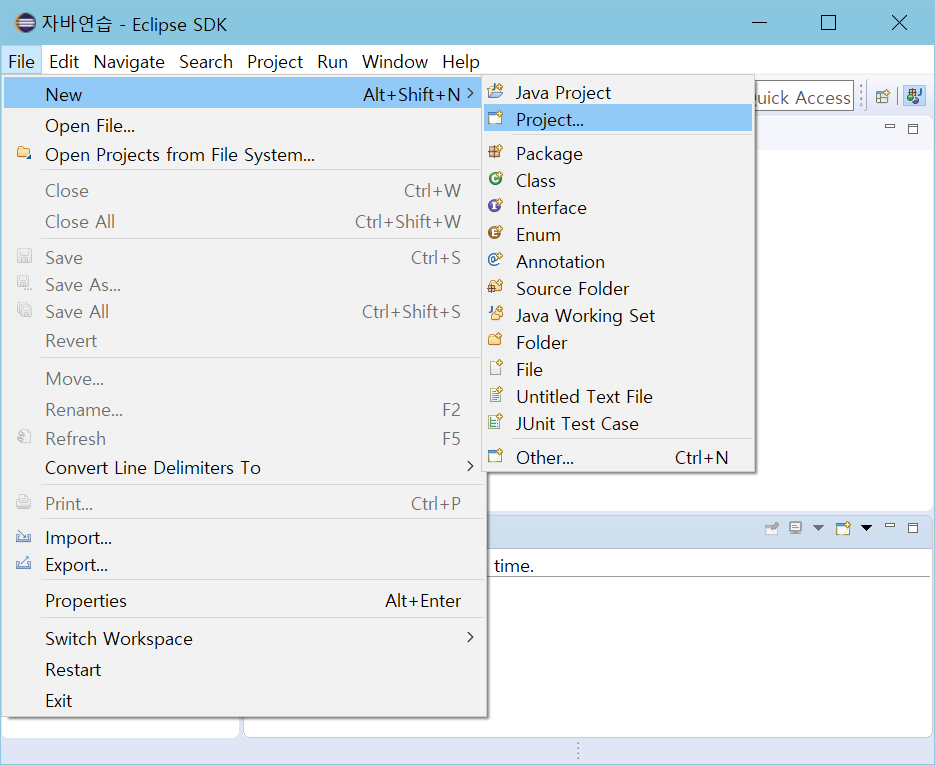 자바연습 - Eclipse SDK
File Edit Navigate Search Project Run Window Help
New Alt+Shift+N
Open File...
Open Projects from File System...
Close Ctrl+W
Close All Ctrl+Shift+W
Save Ctrl+S
Save As...
Save All Ctrl+Shift+S
Revert
Move...
Rename... F2
Refresh F5
Convert Line Delimiters To
Print... Ctrl+P
Import...
Export...
Properties Alt+Enter
Switch Workspace
Restart
Exit
Java Project
Project...
Package
Class
Interface
Enum
Annotation
Source Folder
Java Working Set
Folder
File
Untitled Text File
JUnit Test Case
Other... Ctrl+N
Access
time.